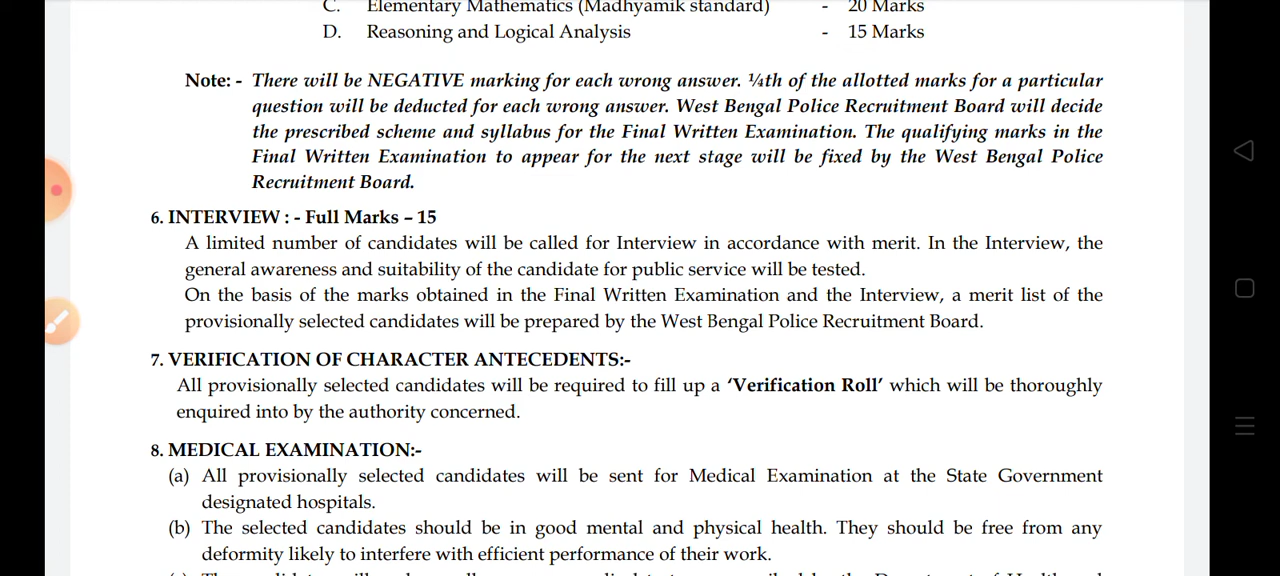 C. Elementary Mathematics (Madhyamik standard) - 20 Marks
D. Reasoning and Logical Analysis - 15 Marks
Note: - There will be NEGATIVE marking for each wrong answer. ¼th of the allotted marks for a particular
question will be deducted for each wrong answer. West Bengal Police Recruitment Board will decide
the prescribed scheme and syllabus for the Final Written Examination. The qualifying marks in the
Final Written Examination to appear for the next stage will be fixed by the West Bengal Police
Recruitment Board.
6. INTERVIEW : - Full Marks – 15
A limited number of candidates will be called for Interview in accordance with merit. In the Interview, the
general awareness and suitability of the candidate for public service will be tested.
On the basis of the marks obtained in the Final Written Examination and the Interview, a merit list of the
provisionally selected candidates will be prepared by the West Bengal Police Recruitment Board.
7. VERIFICATION OF CHARACTER ANTECEDENTS:-
All provisionally selected candidates will be required to fill up a ‘Verification Roll’ which will be thoroughly
enquired into by the authority concerned.
8. MEDICAL EXAMINATION:-
(a) All provisionally selected candidates will be sent for Medical Examination at the State Government
designated hospitals.
(b) The selected candidates should be in good mental and physical health. They should be free from any
deformity likely to interfere with efficient performance of their work.